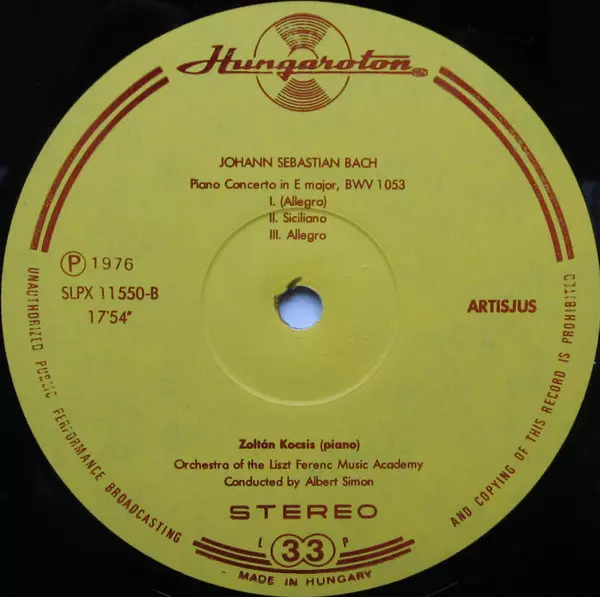 Hungaroton
JOHANN SEBASTIAN BACH
Piano Concerto in E major, BWV 1053
I. (Allegro)
II. Siciliano
III. Allegro
P 1976
SLPX 11550-B
17'54"
ARTISJUS
Zoltán Kocsis (piano)
Orchestra of the Liszt Ferenc Music Academy
Conducted by Albert Simon
STEREO
L 33 P
MADE IN HUNGARY
UNAUTHORIZED PUBLIC PERFORMANCE BROADCASTING
AND COPYING OF THIS RECORD IS PROHIBITED